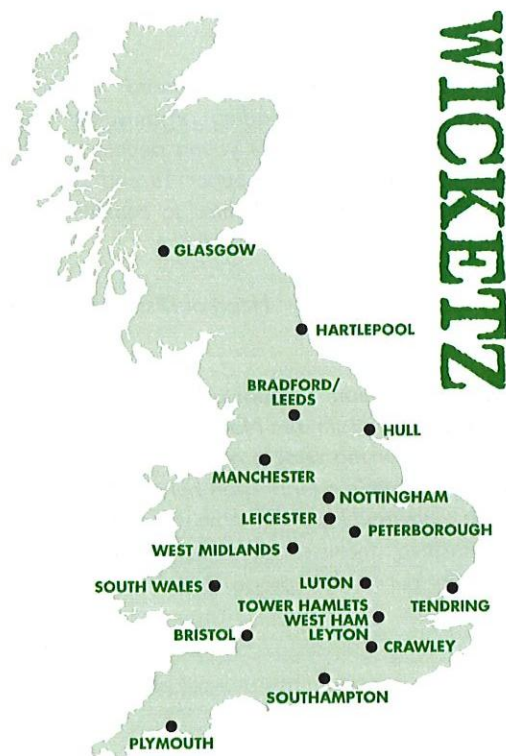 WICKETZ
GLASGOW
HARTLEPOOL
BRADFORD/
LEEDS
HULL
MANCHESTER
NOTTINGHAM
LEICESTER
PETERBOROUGH
WEST MIDLANDS
SOUTH WALES
LUTON
TENDRING
TOWER HAMLETS
WEST HAM
LEYTON
BRISTOL
CRAWLEY
SOUTHAMPTON
PLYMOUTH